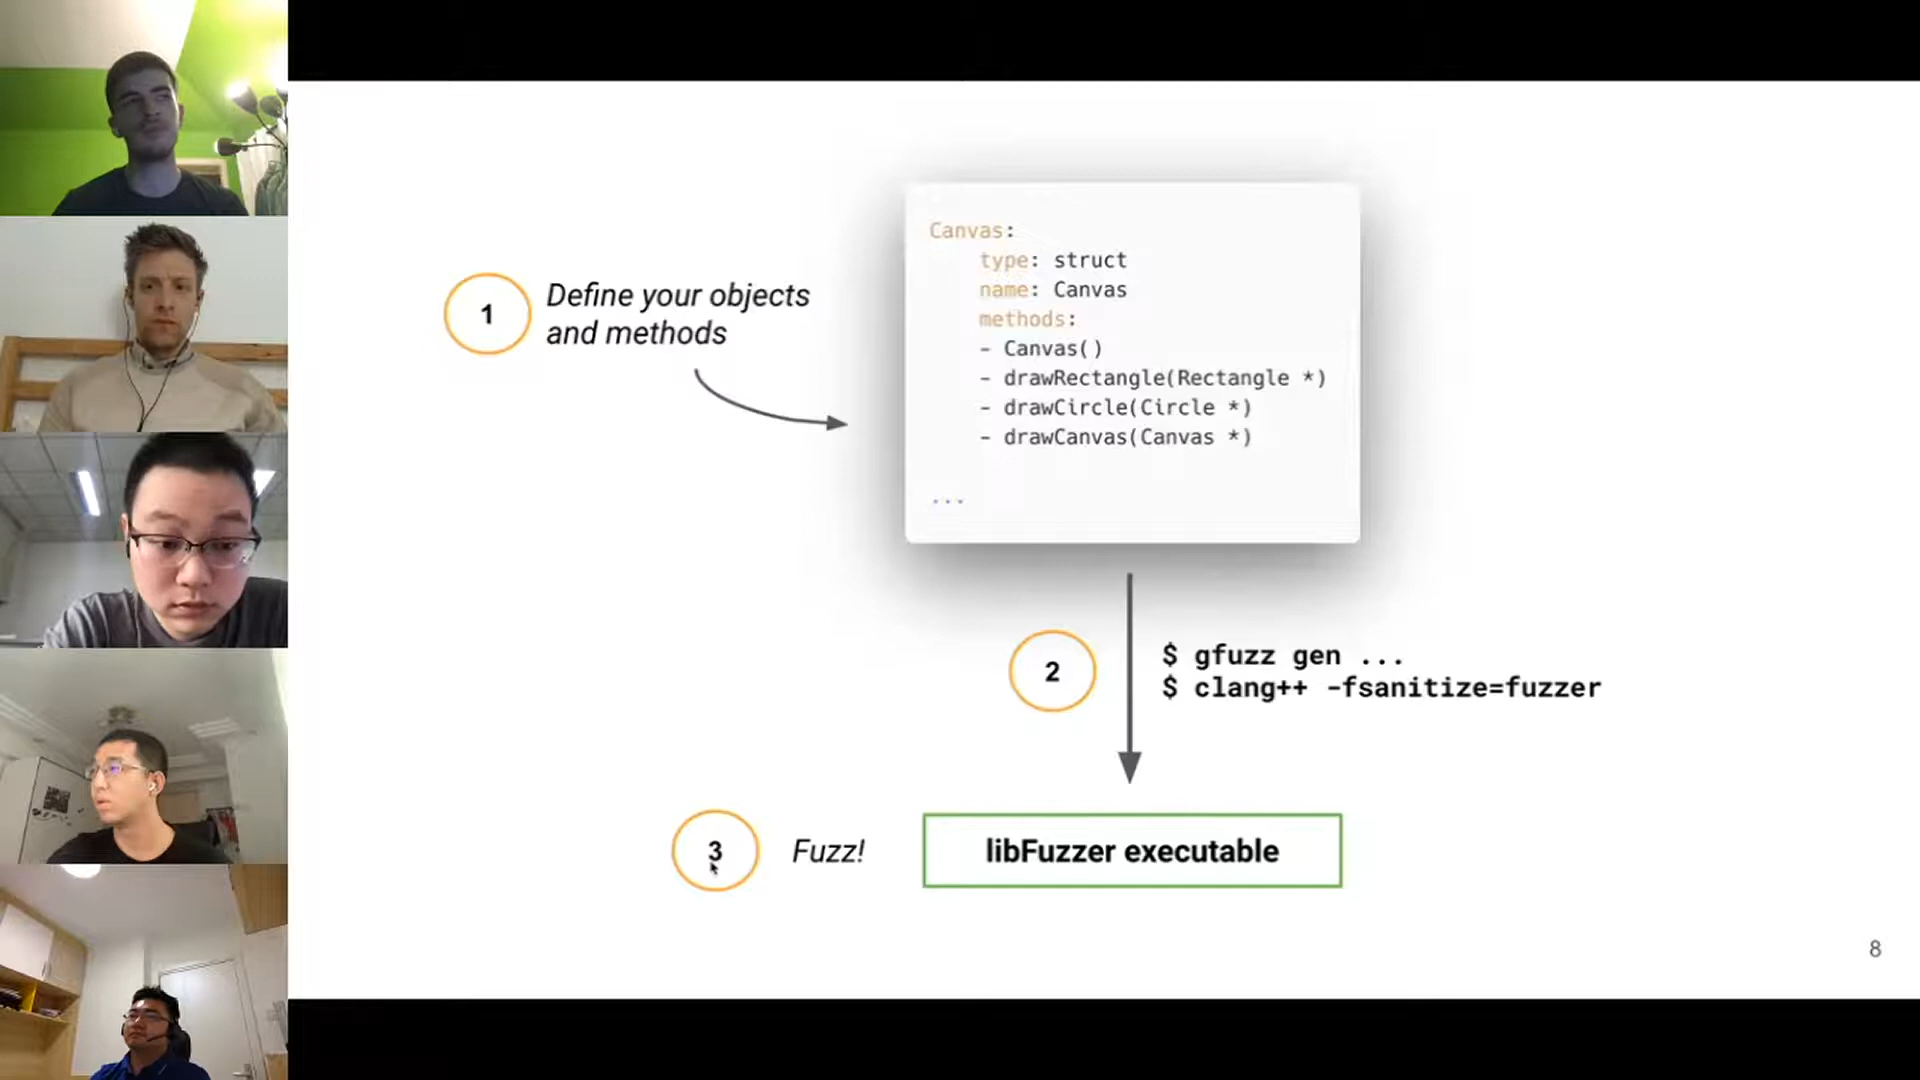 Canvas:
type: struct
name: Canvas
methods:
- Canvas()
- drawRectangle(Rectangle *)
- drawCircle(Circle *)
- drawCanvas(Canvas *)
...
1
Define your objects
and methods
2
$ gfuzz gen ...
$ clang++ -fsanitize=fuzzer
3
Fuzz!
libFuzzer executable
8